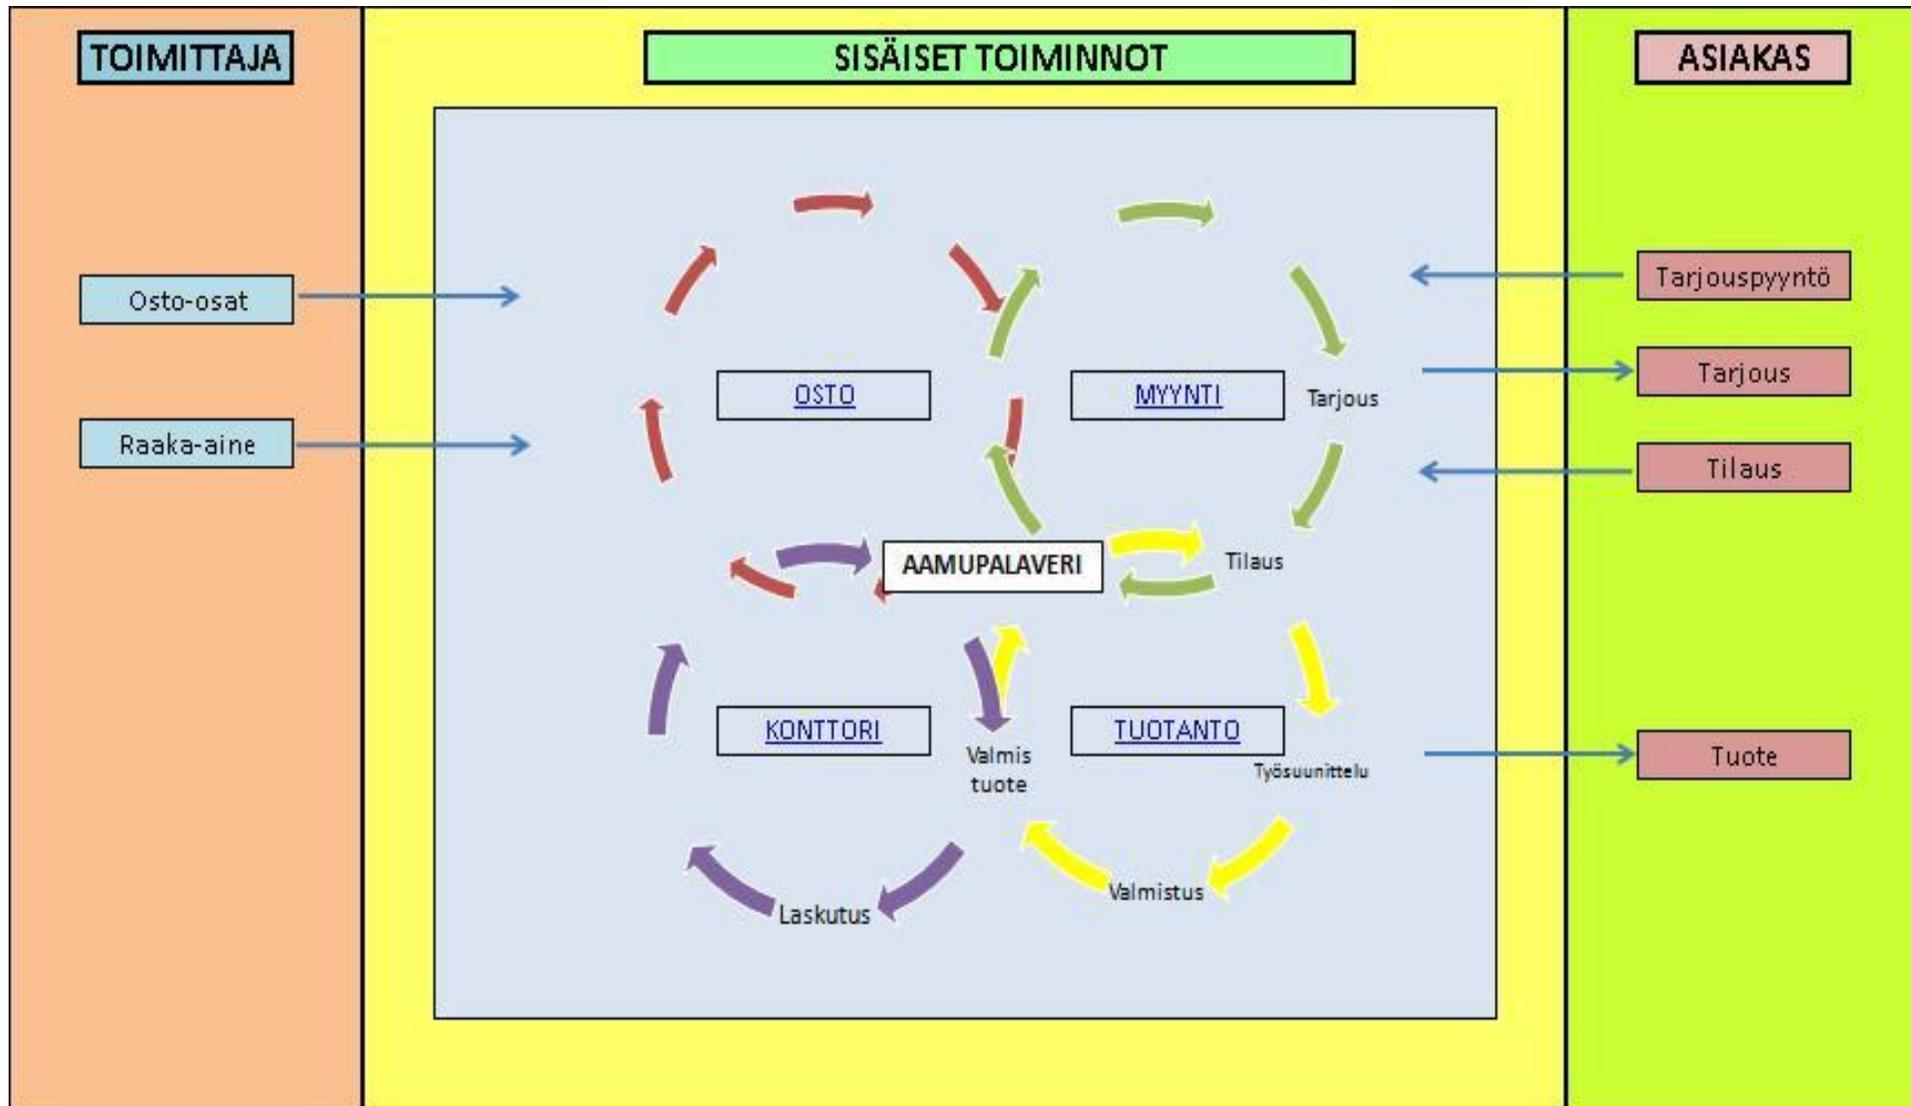 TOIMITTAJA
SISÄISET TOIMINNOT
ASIAKAS
Osto-osat
Raaka-aine
OSTO
MYYNTI
Tarjous
AAMUPALAVERI
Tilaus
KONTTORI
TUOTANTO
Valmis
tuote
Työsuunittelu
Valmistus
Laskutus
Tarjouspyyntö
Tarjous
Tilaus
Tuote